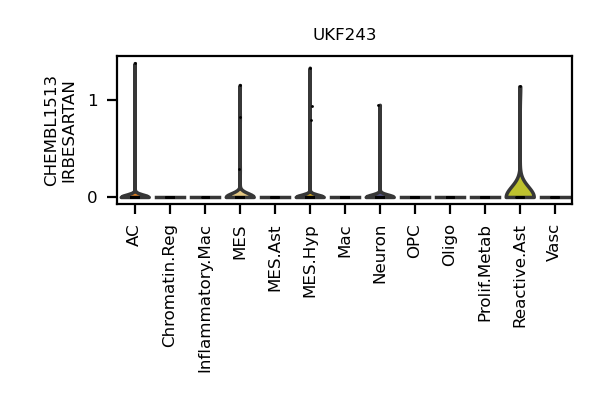 UKF243
CHEMBL1513
IRBESARTAN
1
0
AC
Chromatin.Reg
Inflammatory.Mac
MES
MES.Ast
MES.Hyp
Mac
Neuron
OPC
Oligo
Prolif.Metab
Reactive.Ast
Vasc